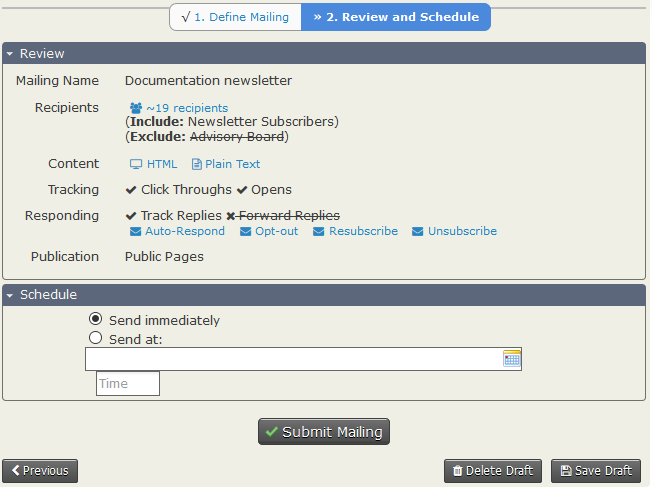 √ 1. Define Mailing » 2. Review and Schedule
Review
Mailing Name Documentation newsletter
Recipients ~19 recipients
(Include: Newsletter Subscribers)
(Exclude: Advisory Board)
Content HTML Plain Text
Tracking ✔ Click Throughs ✔ Opens
Responding ✔ Track Replies ✖ Forward Replies
Auto-Respond Opt-out Resubscribe Unsubscribe
Publication Public Pages
Schedule
Send immediately
Send at:
Time
Submit Mailing
Previous Delete Draft Save Draft